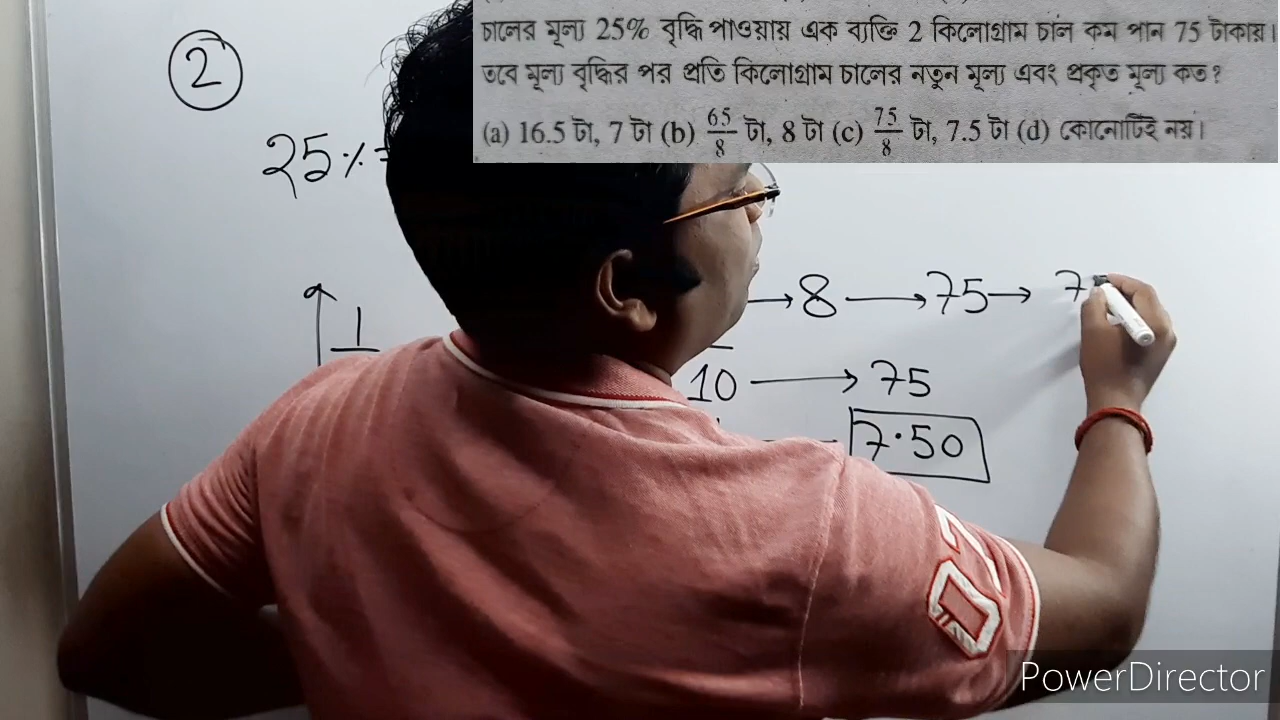 চালের মূল্য 25% বৃদ্ধি পাওয়ায় এক ব্যক্তি 2 কিলোগ্রাম চাল কম পান 75 টাকায়।
তবে মূল্য বৃদ্ধির পর প্রতি কিলোগ্রাম চালের নতুন মূল্য এবং প্রকৃত মূল্য কত?
(a) 16.5 টা, 7 টা (b) 65/8 টা, 8 টা (c) 75/8 টা, 7.5 টা (d) কোনোটিই নয়।
2
25%
→ 8 → 75 → 7
1
10 → 75
7.50
PowerDirector